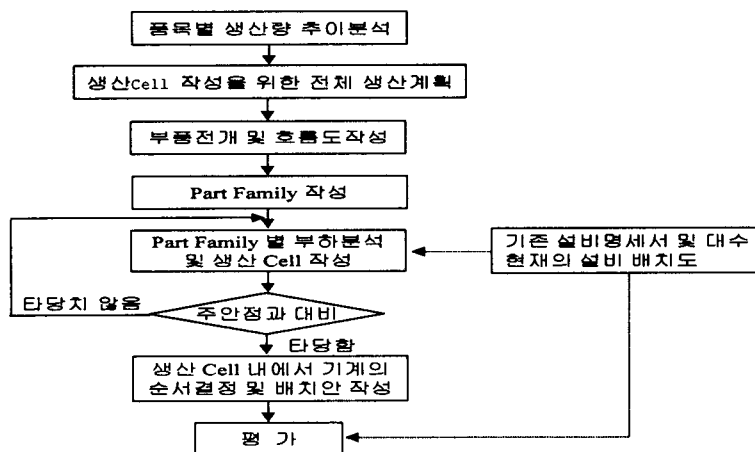 품목별 생산량 추이분석
생산Cell 작성을 위한 전체 생산계획
부품전개 및 흐름도작성
Part Family 작성
Part Family 별 부하분석
및 생산 Cell 작성
기존 설비명세서 및 대수
현재의 설비 배치도
타당치 않음
주안점과 대비
타당함
생산 Cell 내에서 기계의
순서결정 및 배치안 작성
평 가